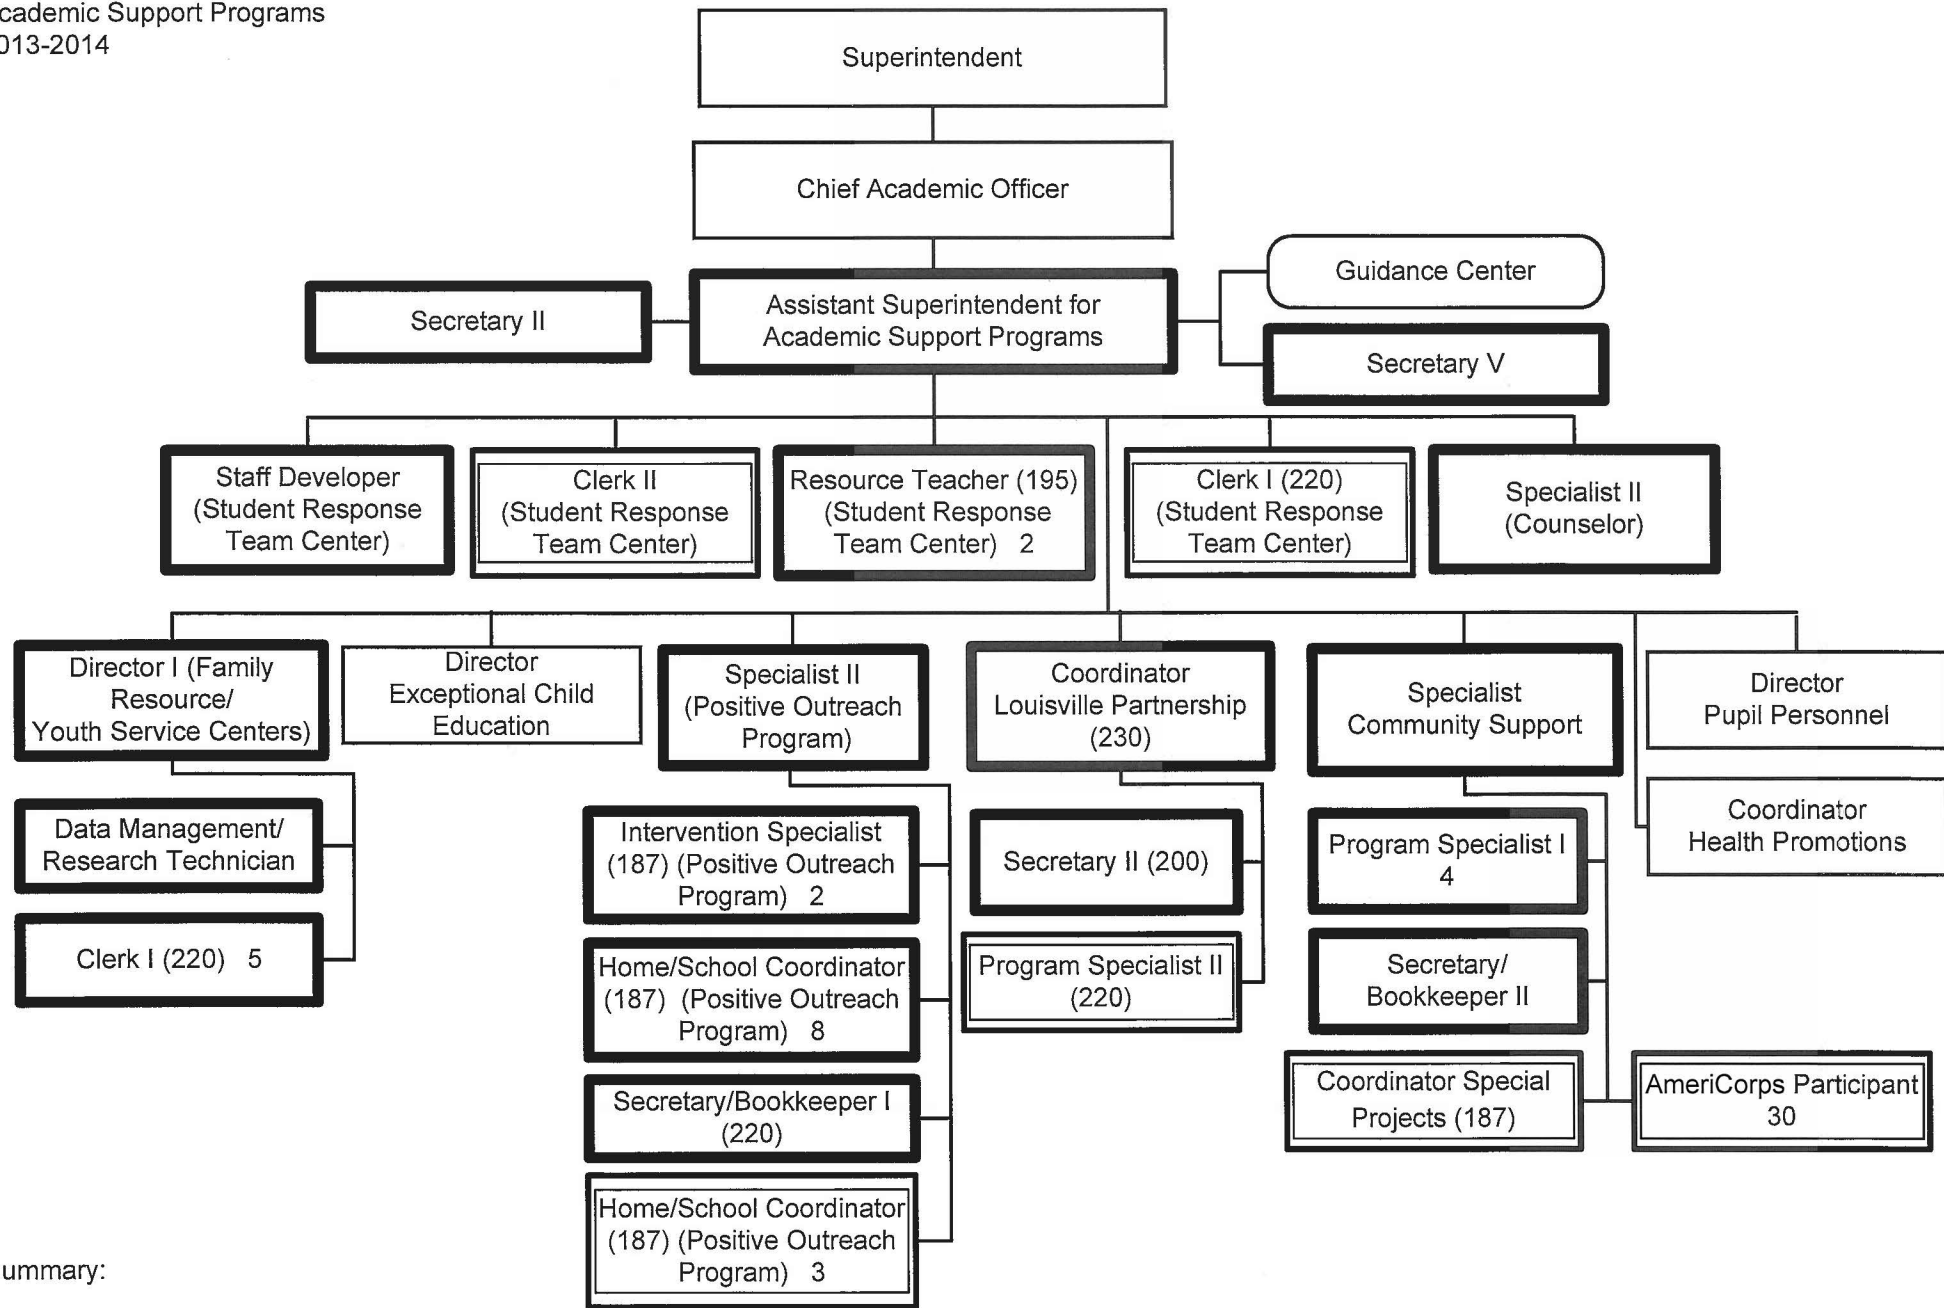 cademic Support Programs
013-2014
Superintendent
Chief Academic Officer
Secretary II
Assistant Superintendent for
Academic Support Programs
Guidance Center
Secretary V
Staff Developer
(Student Response
Team Center)
Clerk II
(Student Response
Team Center)
Resource Teacher (195)
(Student Response
Team Center) 2
Clerk I (220)
(Student Response
Team Center)
Specialist II
(Counselor)
Director I (Family
Resource/
Youth Service Centers)
Director
Exceptional Child
Education
Specialist II
(Positive Outreach
Program)
Coordinator
Louisville Partnership
(230)
Specialist
Community Support
Director
Pupil Personnel
Coordinator
Health Promotions
Data Management/
Research Technician
Clerk I (220) 5
Intervention Specialist
(187) (Positive Outreach
Program) 2
Home/School Coordinator
(187) (Positive Outreach
Program) 8
Secretary/Bookkeeper I
(220)
Home/School Coordinator
(187) (Positive Outreach
Program) 3
Secretary II (200)
Program Specialist II
(220)
Program Specialist I
4
Secretary/
Bookkeeper II
Coordinator Special
Projects (187)
AmeriCorps Participant
30
ummary: